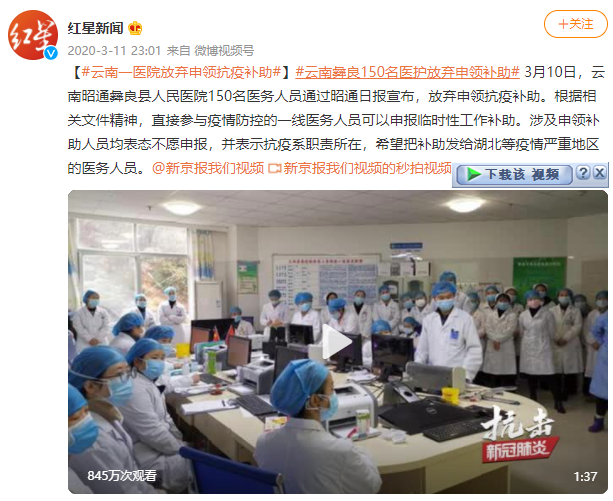 红星
红星新闻
+关注
2020-3-11 23:01 来自 微博视频号
【#云南一医院放弃申领抗疫补助#】#云南彝良150名医护放弃申领补助# 3月10日，云
南昭通彝良县人民医院150名医务人员通过昭通日报宣布，放弃申领抗疫补助。根据相
关文件精神，直接参与疫情防控的一线医务人员可以申报临时性工作补助。涉及申领补
助人员均表态不愿申报，并表示抗疫系职责所在，希望把补助发给湖北等疫情严重地区
的医务人员。@新京报我们视频 新京报我们视频的秒拍视频
下载该 视频 ? X
抗击
新冠肺炎
845万次观看
1:37